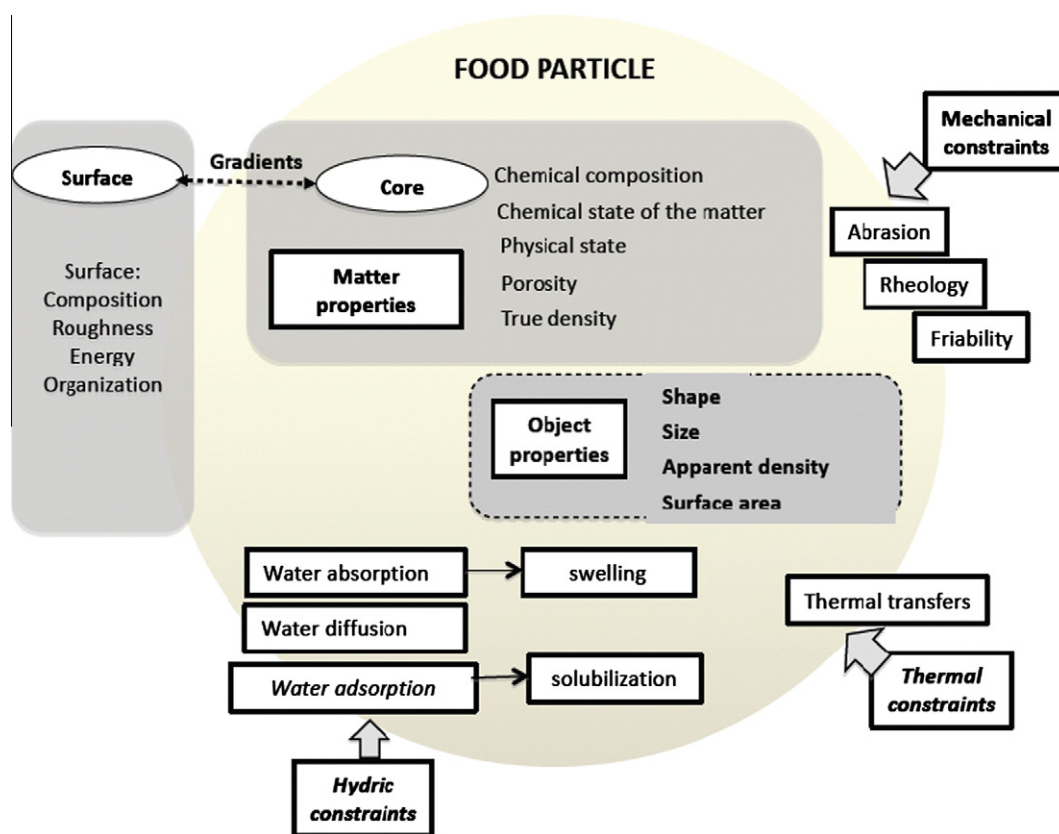 FOOD PARTICLE
Surface
Gradients
Core
Surface:
Composition
Roughness
Energy
Organization
Matter
properties
Chemical composition
Chemical state of the matter
Physical state
Porosity
True density
Mechanical
constraints
Abrasion
Rheology
Friability
Object
properties
Shape
Size
Apparent density
Surface area
Water absorption
swelling
Water diffusion
Water adsorption
solubilization
Hydric
constraints
Thermal transfers
Thermal
constraints